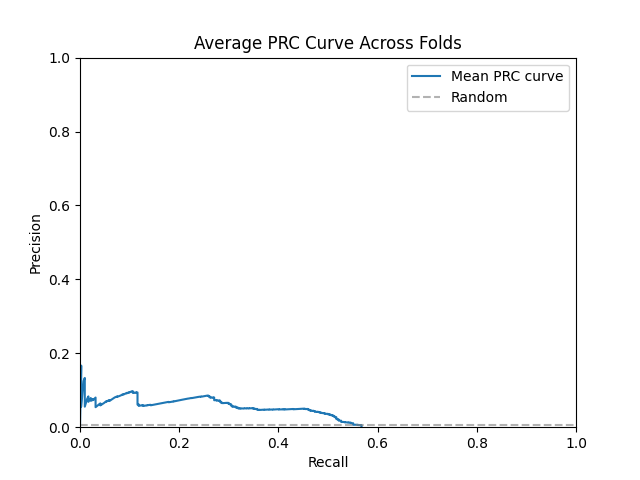 Average PRC Curve Across Folds
1.0
Mean PRC curve
Random
0.8
0.6
Precision
0.4
0.2
0.0
0.0 0.2 0.4 0.6 0.8 1.0
Recall